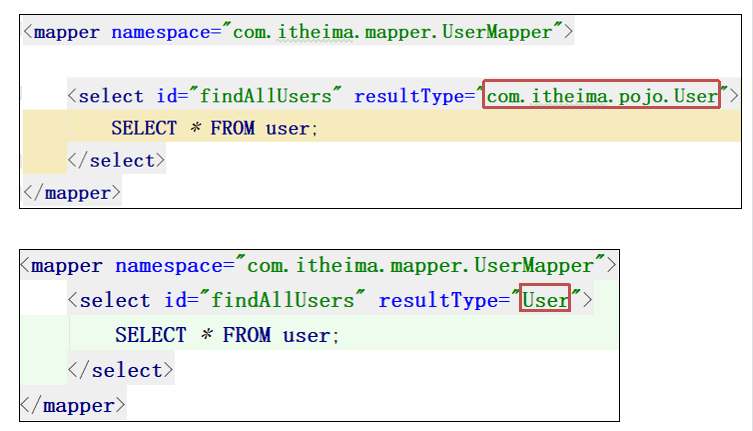 <mapper namespace="com.itheima.mapper.UserMapper">
<select id="findAllUsers" resultType="com.itheima.pojo.User">
SELECT * FROM user;
</select>
</mapper>
<mapper namespace="com.itheima.mapper.UserMapper">
<select id="findAllUsers" resultType="User">
SELECT * FROM user;
</select>
</mapper>